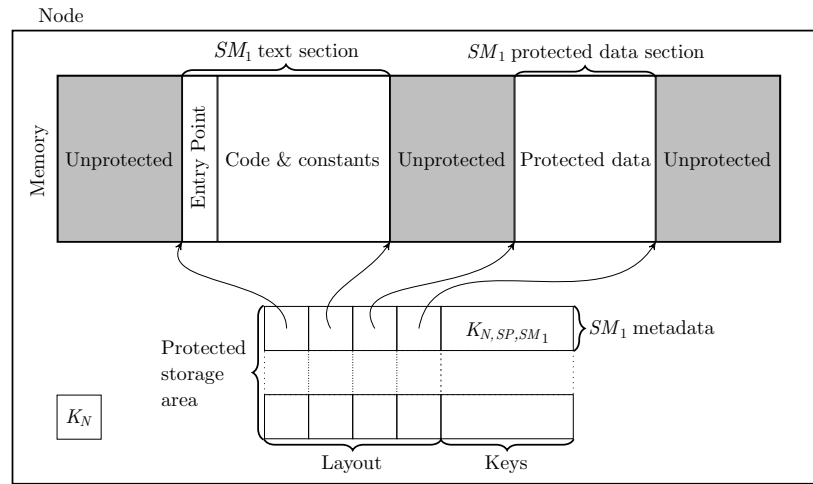 Node
SM1 text section
SM1 protected data section
Memory
Unprotected
Entry Point
Code & constants
Unprotected
Protected data
Unprotected
KN,SP,SM1
SM1 metadata
Protected
storage
area
KN
Layout
Keys